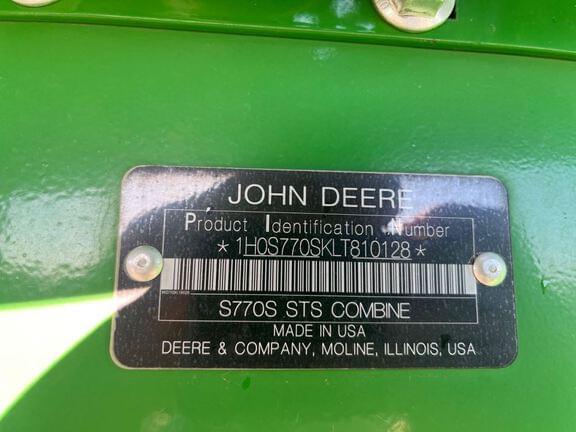 JOHN DEERE
Product Identification Number
*1H0S770SKLT810128*
S770S STS COMBINE
MADE IN USA
DEERE & COMPANY, MOLINE, ILLINOIS, USA